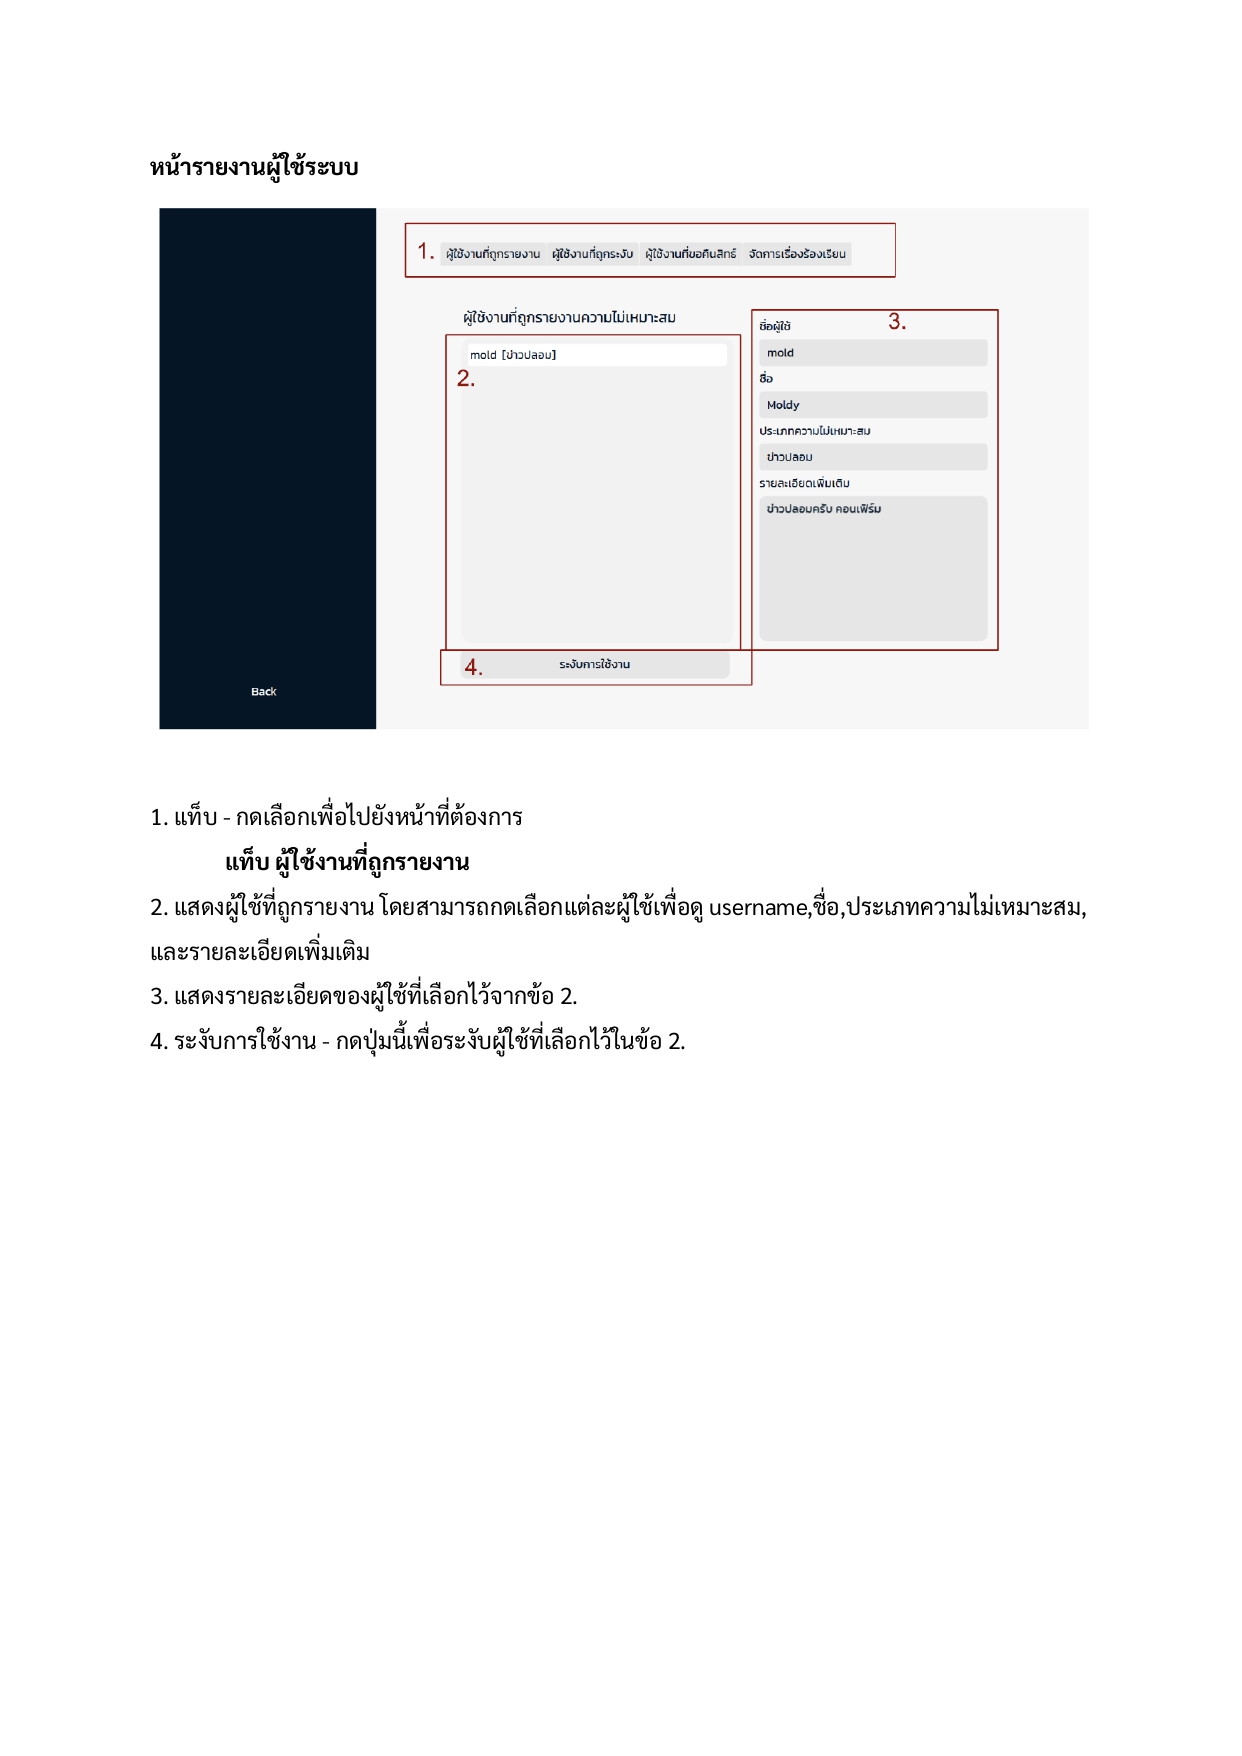 หน้ารายงานผู้ใช้ระบบ
1. ผู้ใช้งานที่ถูกรายงาน ผู้ใช้งานที่ถูกระงับ ผู้ใช้งานที่ขอคืนสิทธ์ จัดการเรื่องร้องเรียน
ผู้ใช้งานที่ถูกรายงานความไม่เหมาะสม
mold [ข่าวปลอม]
2.
3.
ชื่อผู้ใช้
mold
ชื่อ
Moldy
ประเภทความไม่เหมาะสม
ข่าวปลอม
รายละเอียดเพิ่มเติม
ข่าวปลอมครับ คอนเฟิร์ม
4. ระงับการใช้งาน
Back
1. แท็บ - กดเลือกเพื่อไปยังหน้าที่ต้องการ
แท็บ ผู้ใช้งานที่ถูกรายงาน
2. แสดงผู้ใช้ที่ถูกรายงาน โดยสามารถกดเลือกแต่ละผู้ใช้เพื่อดู username,ชื่อ,ประเภทความไม่เหมาะสม,
และรายละเอียดเพิ่มเติม
3. แสดงรายละเอียดของผู้ใช้ที่เลือกไว้จากข้อ 2.
4. ระงับการใช้งาน - กดปุ่มนี้เพื่อระงับผู้ใช้ที่เลือกไว้ในข้อ 2.